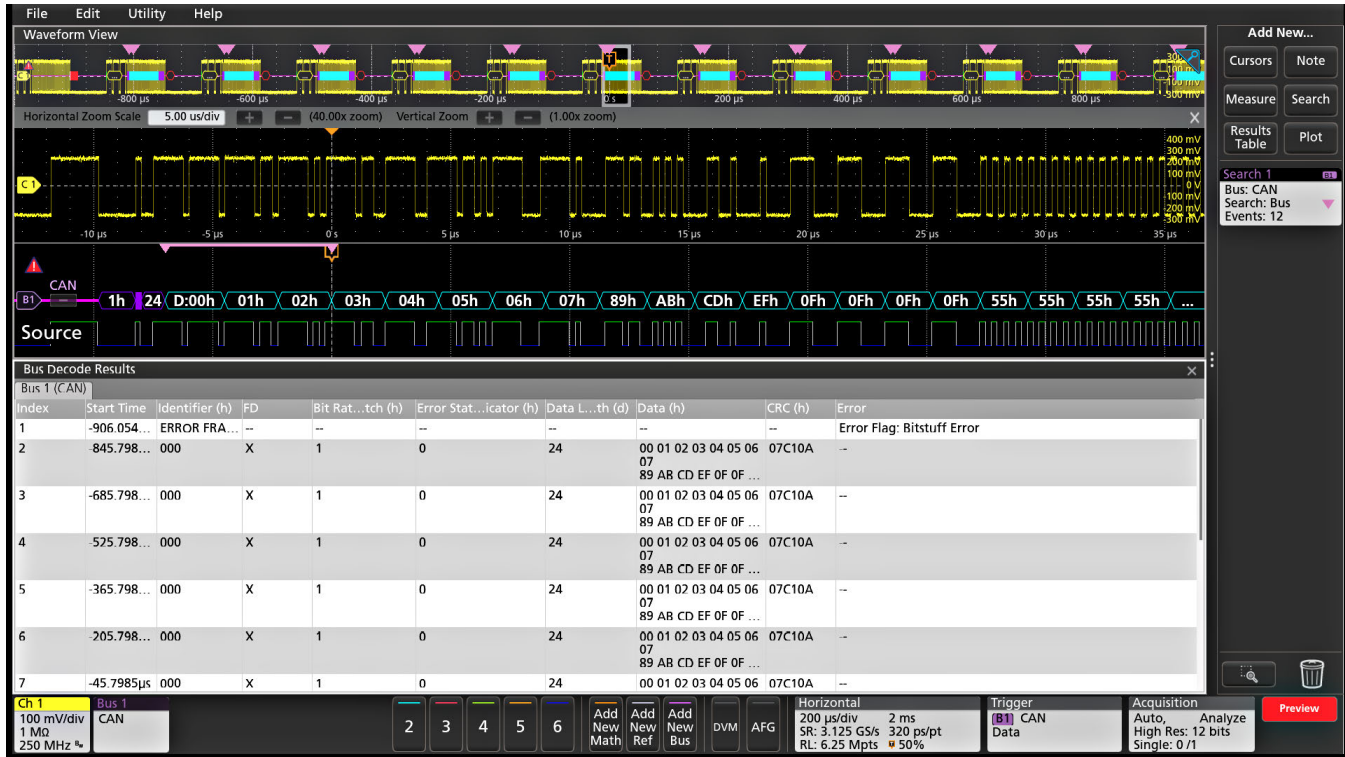 File Edit Utility Help
Waveform View
-800 µs -600 µs -400 µs -200 µs 0 s 200 µs 400 µs 600 µs 800 µs
Horizontal Zoom Scale 5.00 us/div + − (40.00x zoom) Vertical Zoom + − (1.00x zoom) X
400 mV
300 mV
200 mV
100 mV
C 1 0 V
-100 mV
-200 mV
-300 mV
-10 µs -5 µs 0 s 5 µs 10 µs 15 µs 20 µs 25 µs 30 µs 35 µs
CAN
B1 1h 24 D:00h 01h 02h 03h 04h 05h 06h 07h 89h ABh CDh EFh 0Fh 0Fh 0Fh 0Fh 55h 55h 55h 55h ...
Source
Bus Decode Results
Bus 1 (CAN)
Index Start Time Identifier (h) FD Bit Rat...tch (h) Error Stat...icator (h) Data L...th (d) Data (h) CRC (h) Error
1 -906.054... ERROR FRA... -- -- -- -- -- -- Error Flag: Bitstuff Error
2 -845.798... 000 X 1 0 24 00 01 02 03 04 05 06 07C10A --
07
89 AB CD EF 0F 0F ...
3 -685.798... 000 X 1 0 24 00 01 02 03 04 05 06 07C10A --
07
89 AB CD EF 0F 0F ...
4 -525.798... 000 X 1 0 24 00 01 02 03 04 05 06 07C10A --
07
89 AB CD EF 0F 0F ...
5 -365.798... 000 X 1 0 24 00 01 02 03 04 05 06 07C10A --
07
89 AB CD EF 0F 0F ...
6 -205.798... 000 X 1 0 24 00 01 02 03 04 05 06 07C10A --
07
89 AB CD EF 0F 0F ...
7 -45.7985µs 000 X 1 0 24 00 01 02 03 04 05 06 07C10A --
Add New...
Cursors Note
Measure Search
Results Table Plot
Search 1 B1
Bus: CAN
Search: Bus
Events: 12
Ch 1
100 mV/div
1 MΩ
250 MHz
Bus 1
CAN
2 3 4 5 6
Add New Math
Add New Ref
Add New Bus
DVM AFG
Horizontal
200 µs/div 2 ms
SR: 3.125 GS/s 320 ps/pt
RL: 6.25 Mpts 50%
Trigger
B1 CAN
Data
Acquisition
Auto, Analyze
High Res: 12 bits
Single: 0 /1
Preview